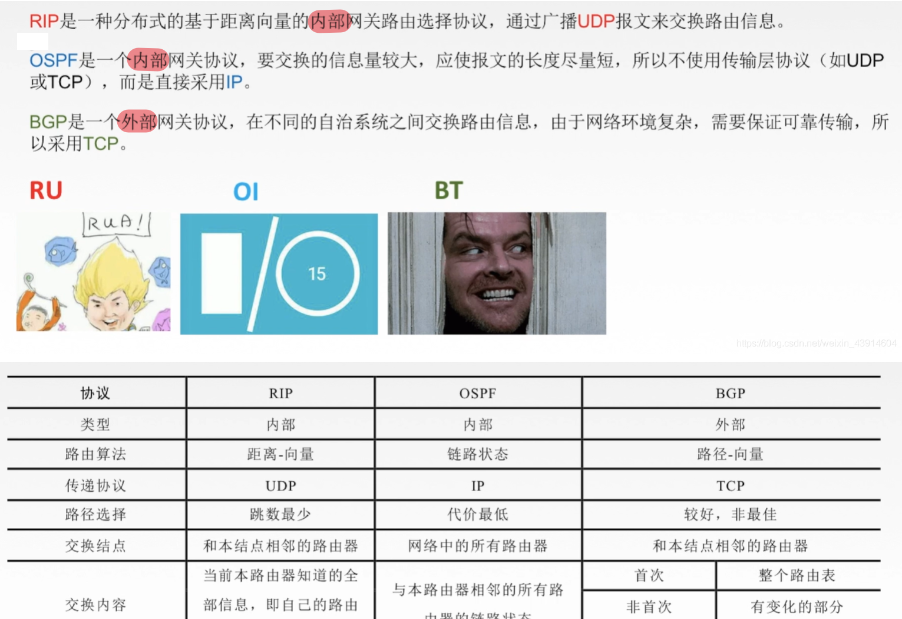 RIP是一种分布式的基于距离向量的内部网关路由选择协议，通过广播UDP报文来交换路由信息。
OSPF是一个内部网关协议，要交换的信息量较大，应使报文的长度尽量短，所以不使用传输层协议（如UDP
或TCP），而是直接采用IP。
BGP是一个外部网关协议，在不同的自治系统之间交换路由信息，由于网络环境复杂，需要保证可靠传输，所
以采用TCP。
RU OI BT
RUA!
15
协议 RIP OSPF BGP
类型 内部 内部 外部
路由算法 距离-向量 链路状态 路径-向量
传递协议 UDP IP TCP
路径选择 跳数最少 代价最低 较好，非最佳
交换结点 和本结点相邻的路由器 网络中的所有路由器 和本结点相邻的路由器
当前本路由器知道的全 首次 整个路由表
交换内容 部信息，即自己的路由 与本路由器相邻的所有路 非首次 有变化的部分
由器的链路状态